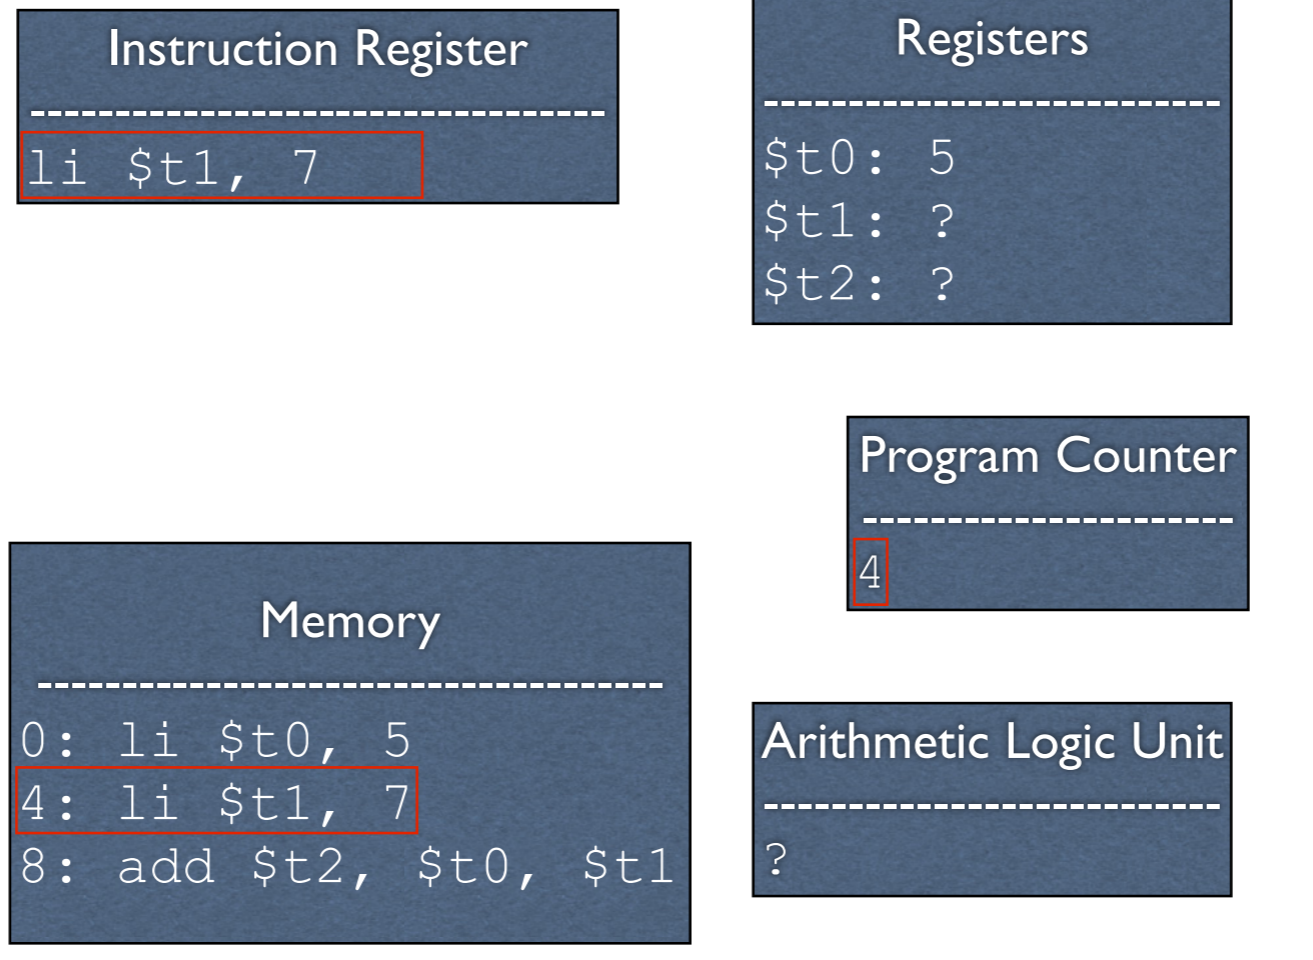 Instruction Register
-----------------------------------
li $t1, 7
Registers
----------------------------
$t0: 5
$t1: ?
$t2: ?
Program Counter
----------------------
4
Memory
--------------------------------------
0: li $t0, 5
4: li $t1, 7
8: add $t2, $t0, $t1
Arithmetic Logic Unit
----------------------------
?